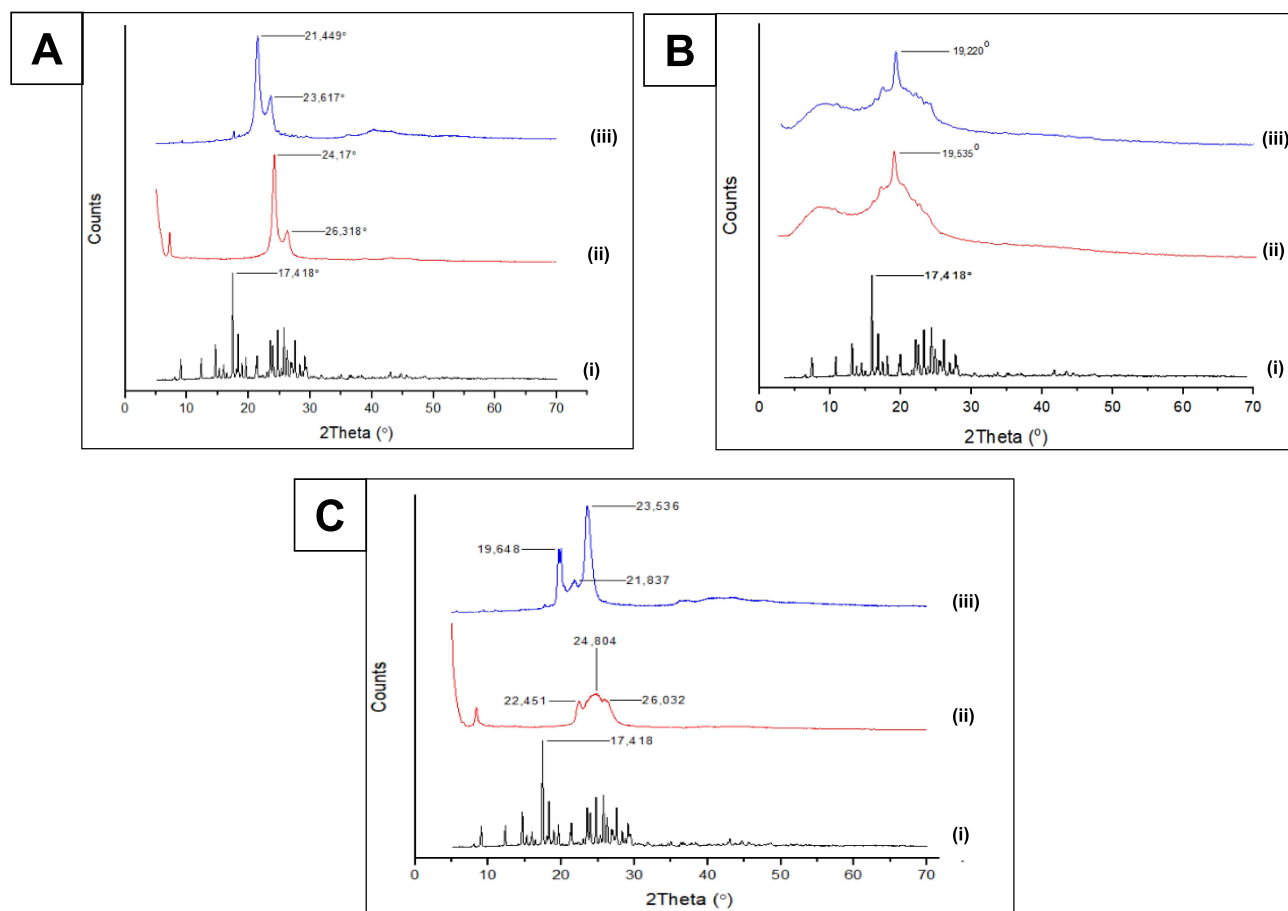 A
21,449°
23,617°
(iii)
24,17°
26,318°
(ii)
17,418°
(i)
Counts
0 10 20 30 40 50 60 70
2Theta (°)
B
19,220⁰
(iii)
19,535⁰
(ii)
17,418°
(i)
Counts
0 10 20 30 40 50 60 70
2Theta (⁰)
C
23,536
19,648
21,837
(iii)
24,804
22,451
26,032
(ii)
17,418
(i)
Counts
0 10 20 30 40 50 60 70
2Theta (°)